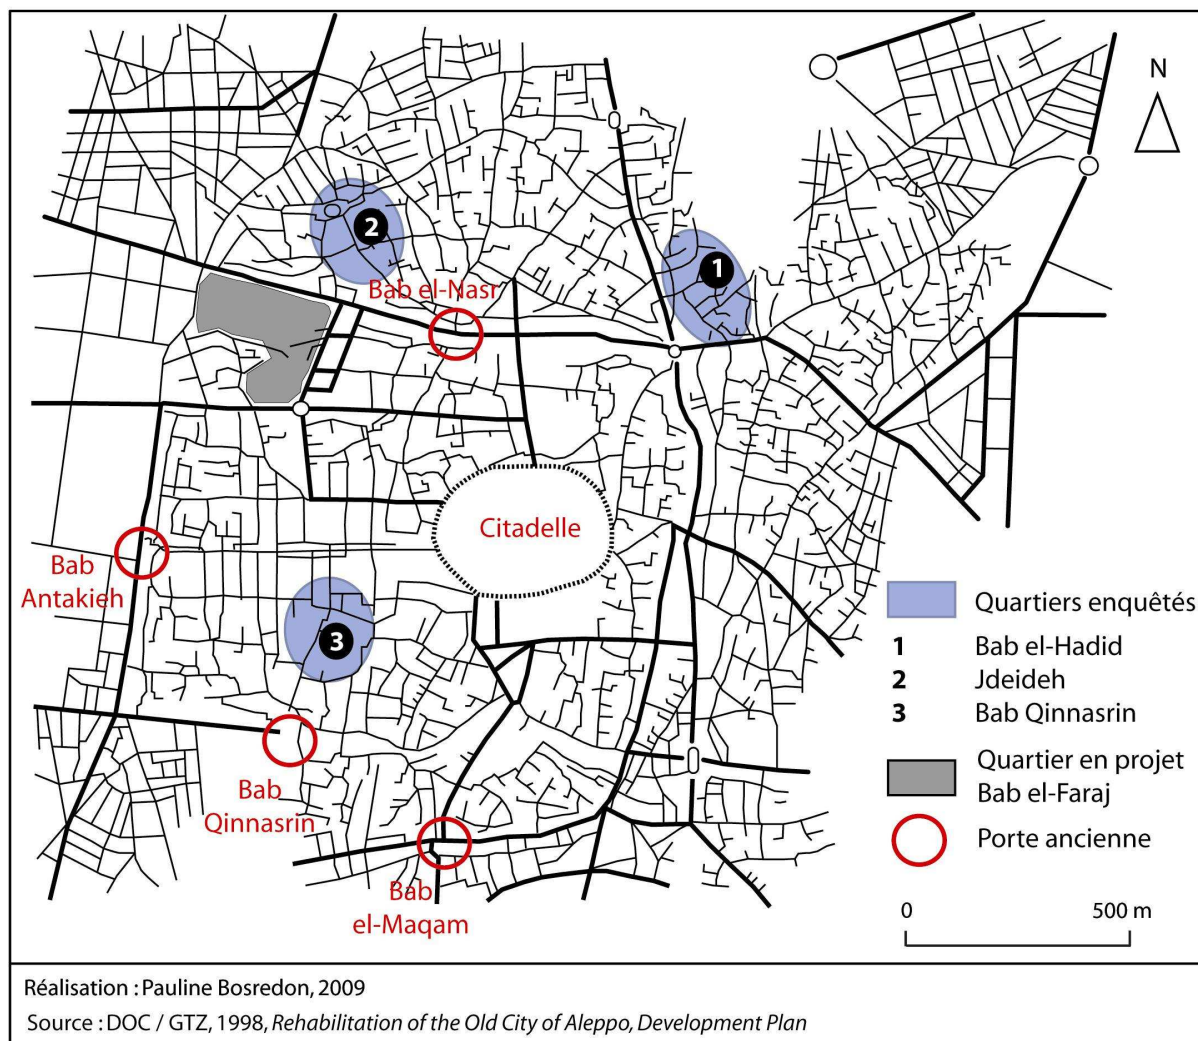 N
2
1
Bab el-Nasr
Citadelle
Bab
Antakieh
3
Bab
Qinnasrin
Bab
el-Maqam
Quartiers enquêtés
1 Bab el-Hadid
2 Jdeideh
3 Bab Qinnasrin
Quartier en projet
Bab el-Faraj
Porte ancienne
0 500 m
Réalisation : Pauline Bosredon, 2009
Source : DOC / GTZ, 1998, Rehabilitation of the Old City of Aleppo, Development Plan